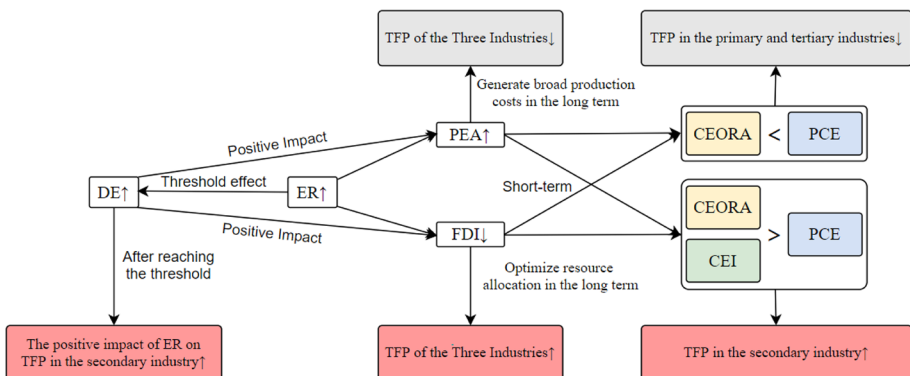 TFP of the Three Industries↓
TFP in the primary and tertiary industries↓
Generate broad production
costs in the long term
Positive Impact
PEA↑
CEORA
<
PCE
Threshold effect
DE↑
ER↑
Short-term
Positive Impact
FDI↓
CEORA
CEI
>
PCE
After reaching
the threshold
Optimize resource
allocation in the long term
The positive impact of ER on
TFP in the secondary industry↑
TFP of the Three Industries↑
TFP in the secondary industry↑